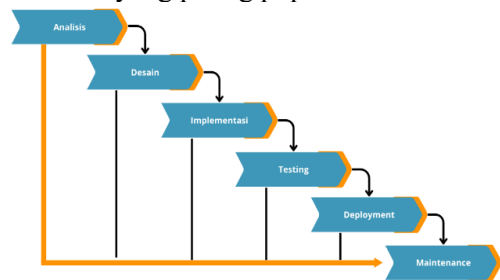 Analisis
Desain
Implementasi
Testing
Deployment
Maintenance